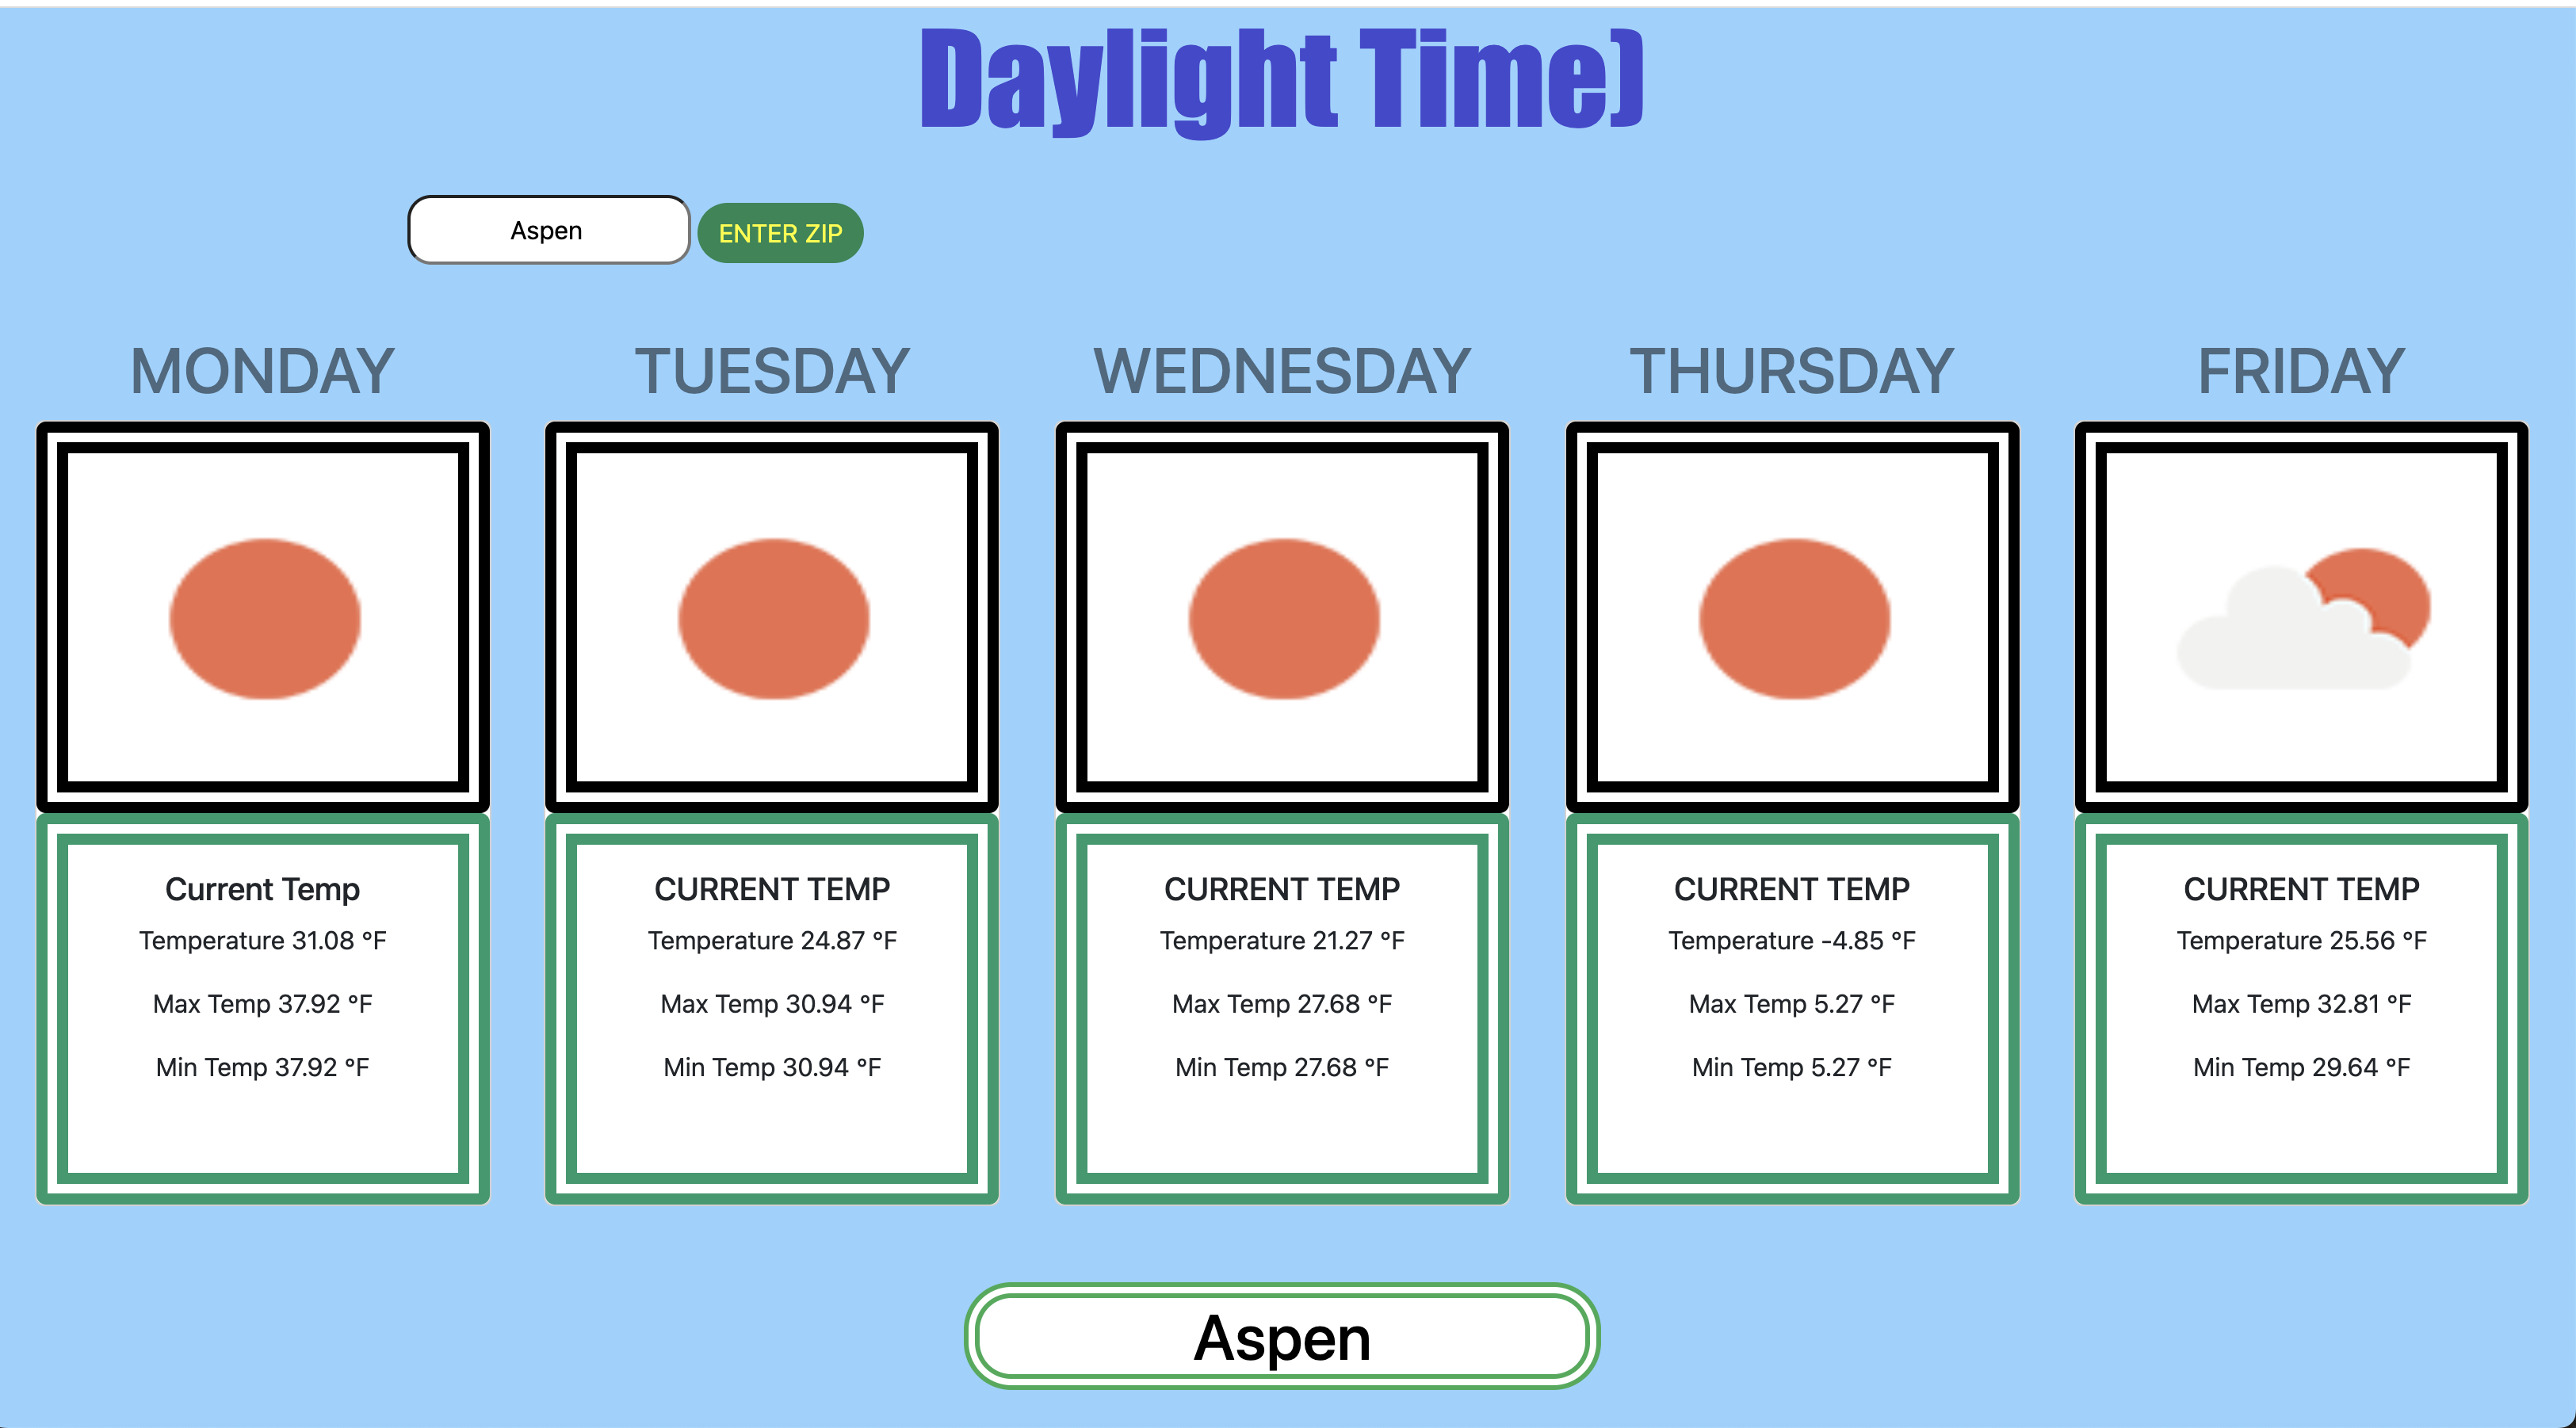 Daylight Time)
Aspen
ENTER ZIP
MONDAY
TUESDAY
WEDNESDAY
THURSDAY
FRIDAY
Current Temp
Temperature 31.08 °F
Max Temp 37.92 °F
Min Temp 37.92 °F
CURRENT TEMP
Temperature 24.87 °F
Max Temp 30.94 °F
Min Temp 30.94 °F
CURRENT TEMP
Temperature 21.27 °F
Max Temp 27.68 °F
Min Temp 27.68 °F
CURRENT TEMP
Temperature -4.85 °F
Max Temp 5.27 °F
Min Temp 5.27 °F
CURRENT TEMP
Temperature 25.56 °F
Max Temp 32.81 °F
Min Temp 29.64 °F
Aspen